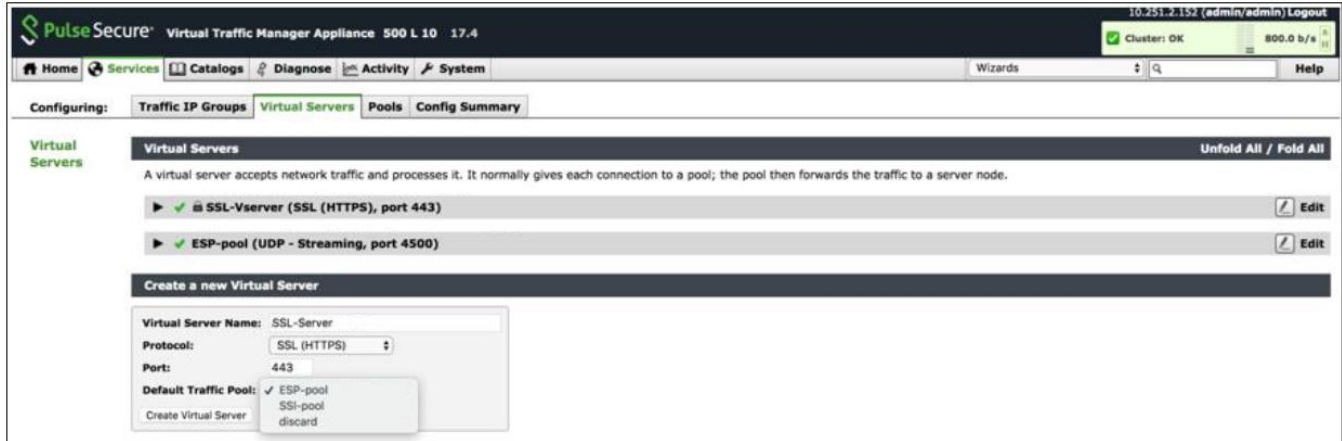 10.251.2.152 (admin/admin) Logout
Pulse Secure Virtual Traffic Manager Appliance 500 L 10 17.4
Cluster: OK 800.0 b/s
Home Services Catalogs Diagnose Activity System Wizards Help
Configuring: Traffic IP Groups Virtual Servers Pools Config Summary
Virtual Servers
Virtual Servers Unfold All / Fold All
A virtual server accepts network traffic and processes it. It normally gives each connection to a pool; the pool then forwards the traffic to a server node.
SSL-Vserver (SSL (HTTPS), port 443) Edit
ESP-pool (UDP - Streaming, port 4500) Edit
Create a new Virtual Server
Virtual Server Name: SSL-Server
Protocol: SSL (HTTPS)
Port: 443
Default Traffic Pool: ✓ ESP-pool
SSl-pool
Create Virtual Server discard